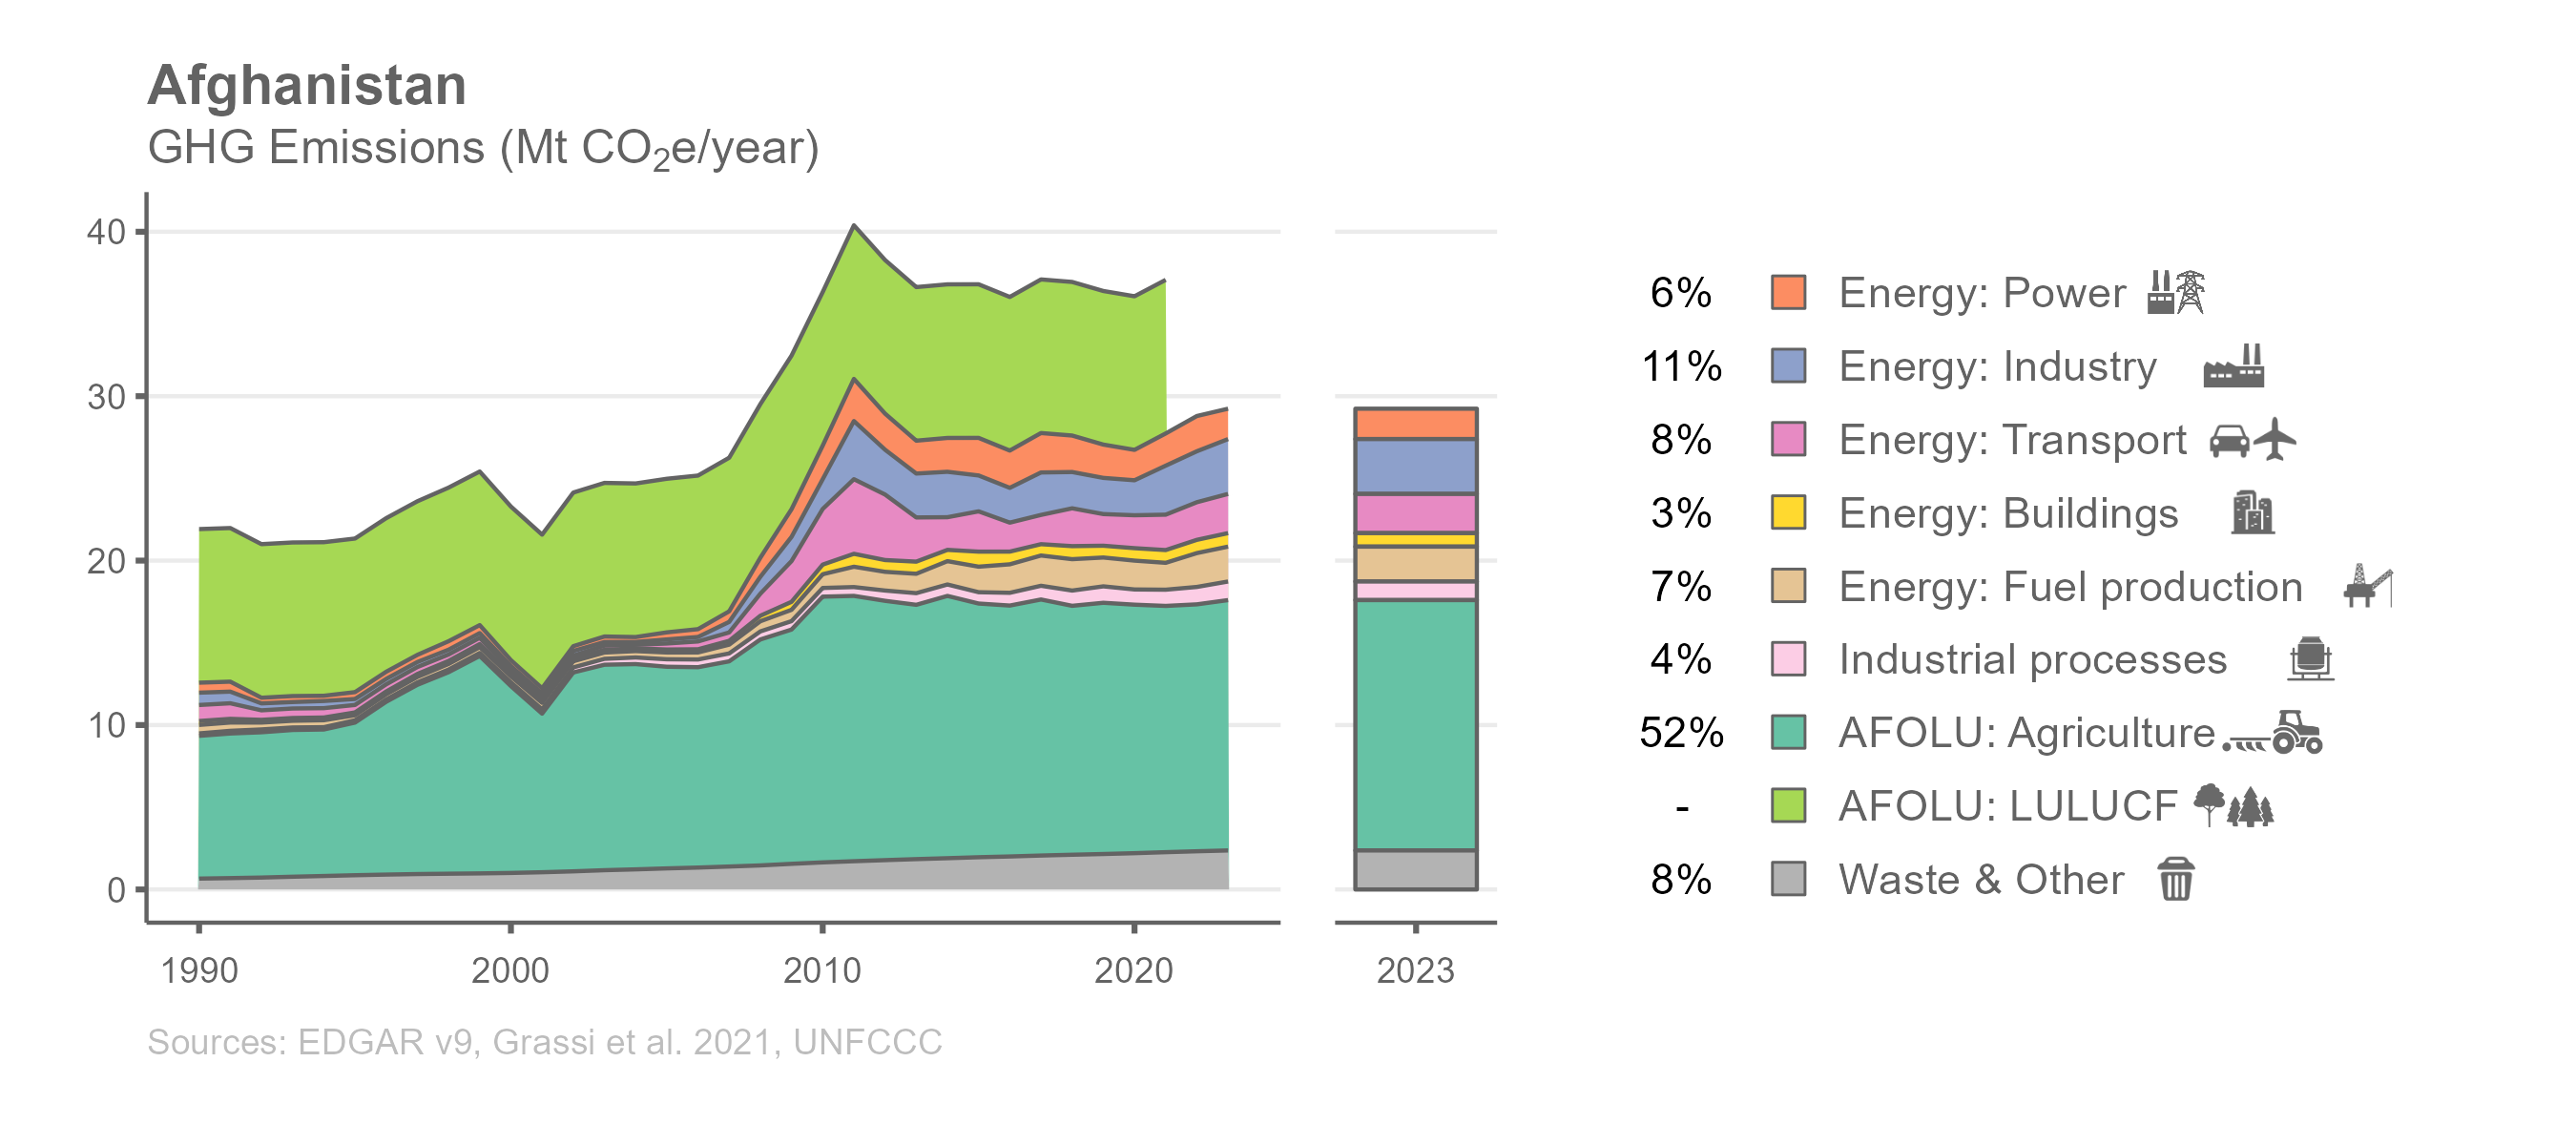 Afghanistan
GHG Emissions (Mt CO₂e/year)
40
30
20
10
0
1990 2000 2010 2020 2023
6% Energy: Power
11% Energy: Industry
8% Energy: Transport
3% Energy: Buildings
7% Energy: Fuel production
4% Industrial processes
52% AFOLU: Agriculture
- AFOLU: LULUCF
8% Waste & Other
Sources: EDGAR v9, Grassi et al. 2021, UNFCCC